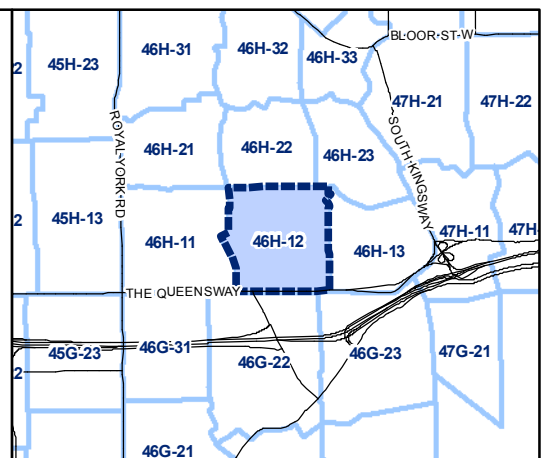 BLOOR ST W
46H-31
46H-32
46H-33
45H-23
2
47H-21
47H-22
ROYAL YORK RD
SOUTH KINGSWAY
46H-21
46H-22
46H-23
2
45H-13
46H-11
46H-12
46H-13
47H-11
47H-
THE QUEENSWAY
45G-23
46G-31
46G-22
46G-23
47G-21
2
46G-21